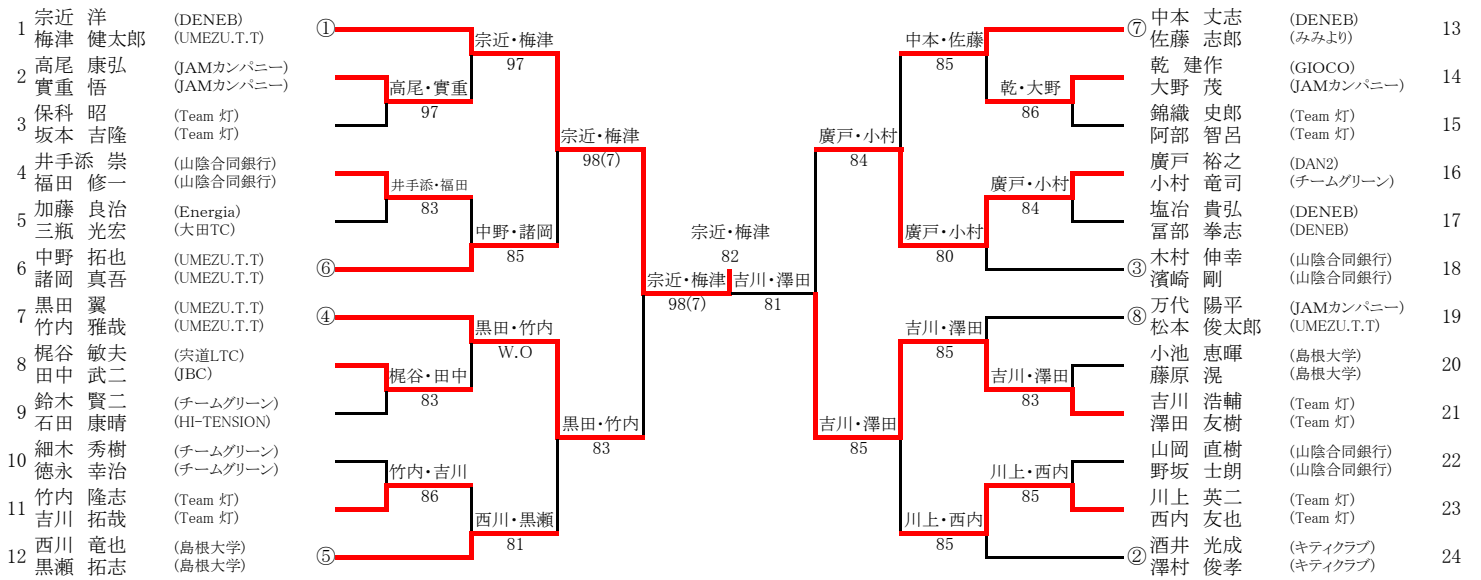 1 宗近 洋 (DENEB) ①
梅津 健太郎 (UMEZU.T.T)
2 高尾 康弘 (JAMカンパニー)
實重 悟 (JAMカンパニー)
3 保科 昭 (Team 灯)
坂本 吉隆 (Team 灯)
4 井手添 崇 (山陰合同銀行)
福田 修一 (山陰合同銀行)
5 加藤 良治 (Energia)
三瓶 光宏 (大田TC)
6 中野 拓也 (UMEZU.T.T) ⑥
諸岡 真吾 (UMEZU.T.T)
7 黒田 翼 (UMEZU.T.T) ④
竹内 雅哉 (UMEZU.T.T)
8 梶谷 敏夫 (宍道LTC)
田中 武二 (JBC)
9 鈴木 賢二 (チームグリーン)
石田 康晴 (HI-TENSION)
10 細木 秀樹 (チームグリーン)
徳永 幸治 (チームグリーン)
11 竹内 隆志 (Team 灯)
吉川 拓哉 (Team 灯)
12 西川 竜也 (島根大学) ⑤
黒瀬 拓志 (島根大学)
宗近・梅津
97
高尾・實重
97
井手添・福田
83
中野・諸岡
85
黒田・竹内
W.O
梶谷・田中
83
竹内・吉川
86
西川・黒瀬
81
宗近・梅津
98(7)
黒田・竹内
83
宗近・梅津
98(7)
宗近・梅津
82
吉川・澤田
81
廣戸・小村
84
吉川・澤田
85
中本・佐藤
85
乾・大野
86
廣戸・小村
84
廣戸・小村
80
吉川・澤田
85
吉川・澤田
83
川上・西内
85
川上・西内
85
⑦ 中本 丈志 (DENEB) 13
佐藤 志郎 (みみより)
乾 建作 (GIOCO) 14
大野 茂 (JAMカンパニー)
錦織 史郎 (Team 灯) 15
阿部 智呂 (Team 灯)
廣戸 裕之 (DAN2) 16
小村 竜司 (チームグリーン)
塩冶 貴弘 (DENEB) 17
冨部 拳志 (DENEB)
③ 木村 伸幸 (山陰合同銀行) 18
濱崎 剛 (山陰合同銀行)
⑧ 万代 陽平 (JAMカンパニー) 19
松本 俊太郎 (UMEZU.T.T)
小池 恵暉 (島根大学) 20
藤原 滉 (島根大学)
吉川 浩輔 (Team 灯) 21
澤田 友樹 (Team 灯)
山岡 直樹 (山陰合同銀行) 22
野坂 士朗 (山陰合同銀行)
川上 英二 (Team 灯) 23
西内 友也 (Team 灯)
② 酒井 光成 (キティクラブ) 24
澤村 俊孝 (キティクラブ)